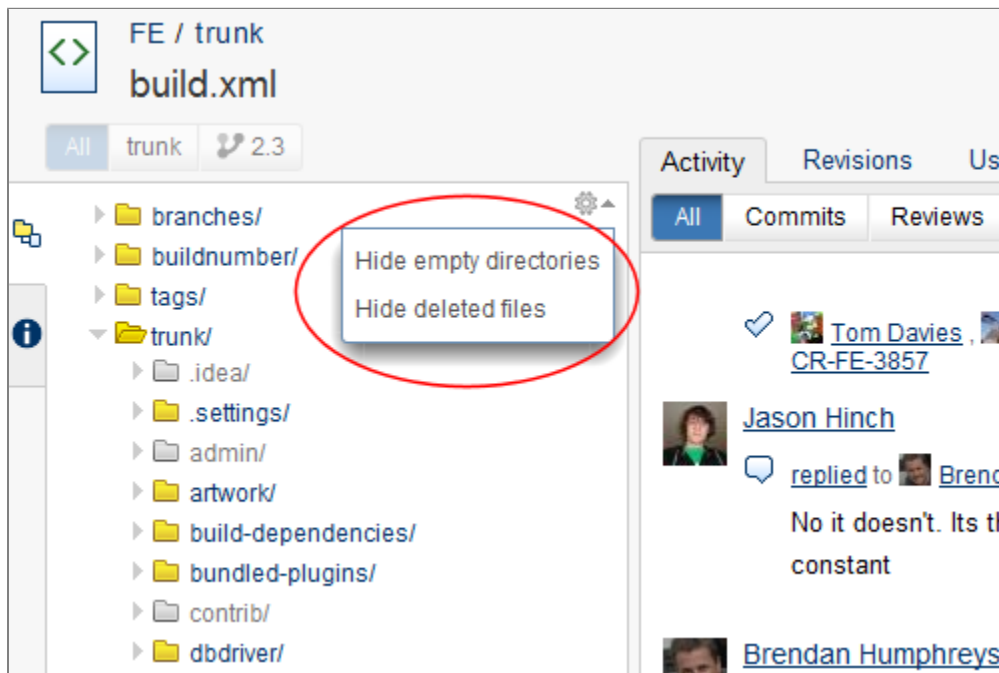 FE / trunk
build.xml
All trunk 2.3
Activity Revisions Us
All Commits Reviews
branches/
buildnumber/
tags/
trunk/
.idea/
.settings/
admin/
artwork/
build-dependencies/
bundled-plugins/
contrib/
dbdriver/
Hide empty directories
Hide deleted files
Tom Davies ,
CR-FE-3857
Jason Hinch
replied to Brend
No it doesn't. Its th
constant
Brendan Humphreys